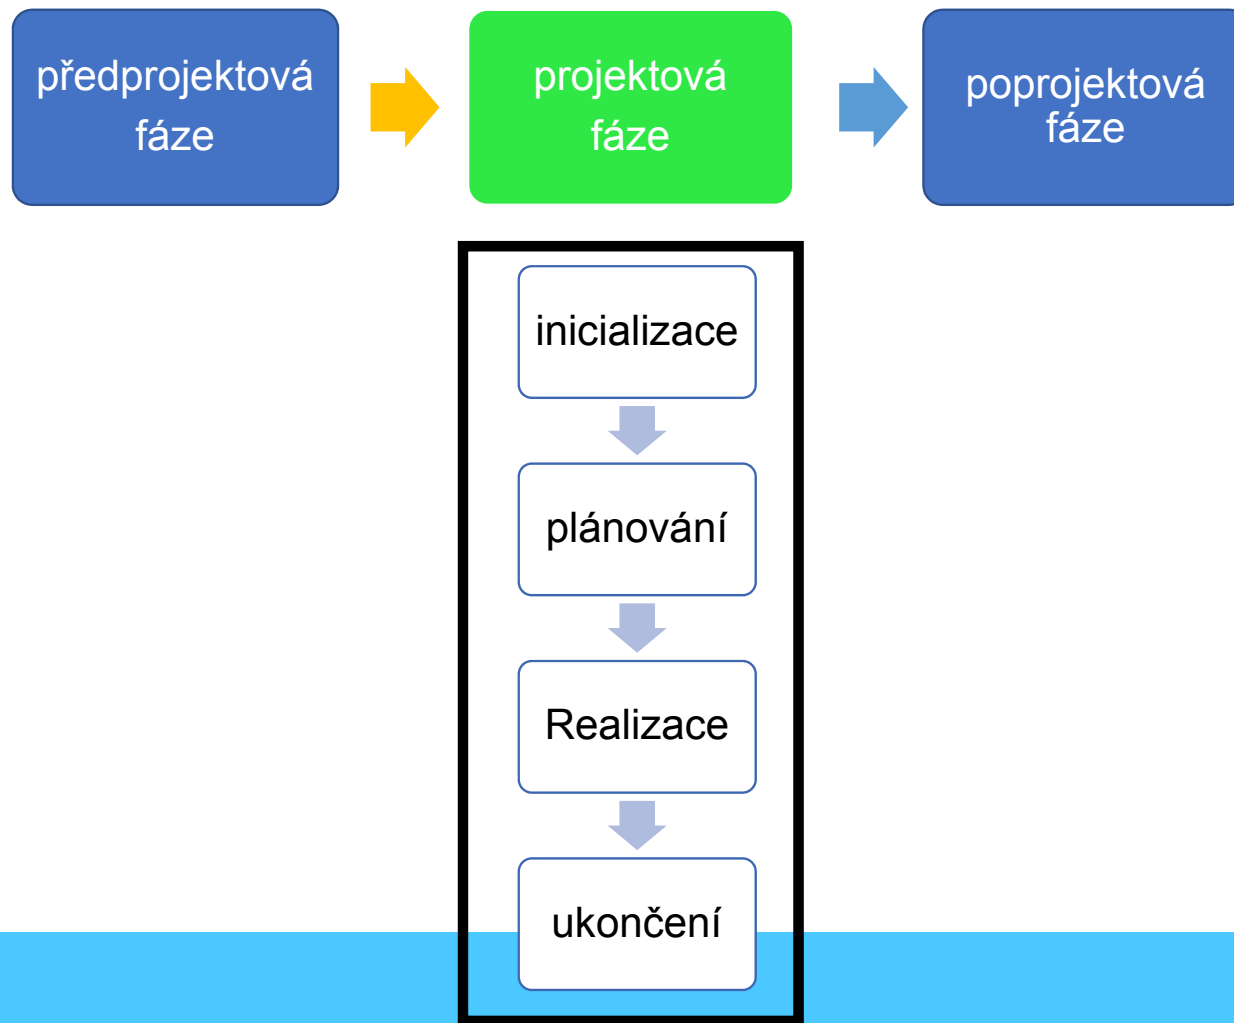 předprojektová
fáze
projektová
fáze
poprojektová
fáze
inicializace
plánování
Realizace
ukončení